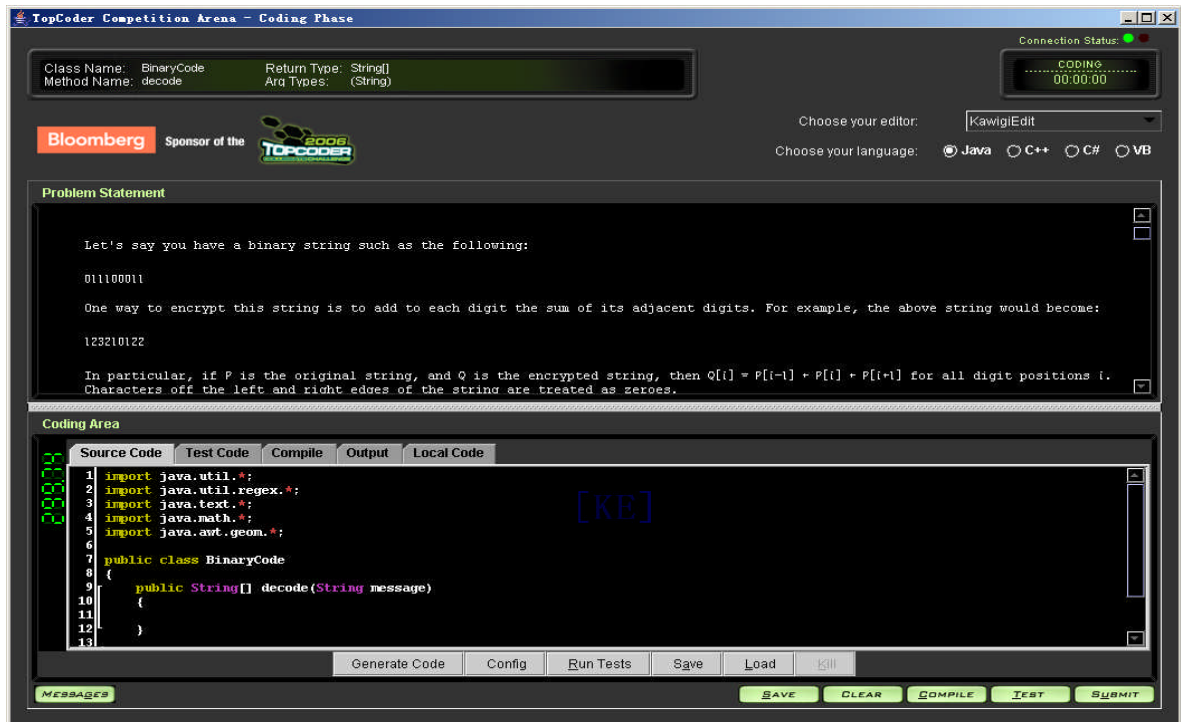 TopCoder Competition Arena - Coding Phase
Connection Status:
Class Name: BinaryCode Return Type: String[]
Method Name: decode Arg Types: (String)
CODING
00:00:00
Bloomberg Sponsor of the 2006 TOPCODER
Choose your editor: KawigiEdit
Choose your language: Java C++ C# VB
Problem Statement
Let's say you have a binary string such as the following:
011100011
One way to encrypt this string is to add to each digit the sum of its adjacent digits. For example, the above string would become:
123210122
In particular, if P is the original string, and Q is the encrypted string, then Q[i] = P[i-1] + P[i] + P[i+1] for all digit positions i.
Characters off the left and right edges of the string are treated as zeroes.
Coding Area
Source Code Test Code Compile Output Local Code
1 import java.util.*;
2 import java.util.regex.*;
3 import java.text.*;
4 import java.math.*;
5 import java.awt.geom.*;
6
7 public class BinaryCode
8 {
9 public String[] decode(String message)
10 {
11
12 }
13
[KE]
Generate Code Config Run Tests Save Load Kill
MESSAGES SAVE CLEAR COMPILE TEST SUBMIT